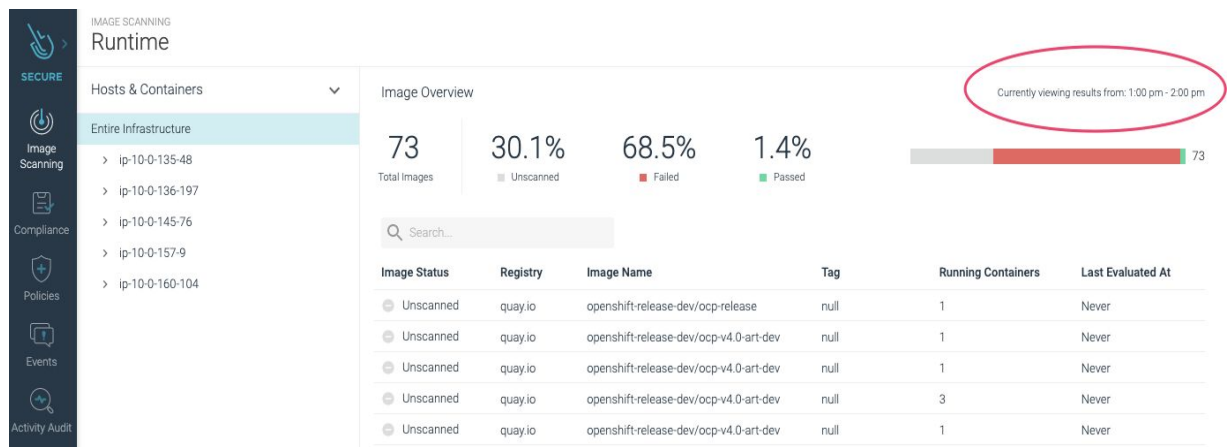 SECURE
Image
Scanning
Compliance
Policies
Events
Activity Audit
IMAGE SCANNING
Runtime
Hosts & Containers
Entire Infrastructure
ip-10-0-135-48
ip-10-0-136-197
ip-10-0-145-76
ip-10-0-157-9
ip-10-0-160-104
Image Overview
Currently viewing results from: 1:00 pm - 2:00 pm
73 30.1% 68.5% 1.4%
Total Images Unscanned Failed Passed
73
Search...
Image Status Registry Image Name Tag Running Containers Last Evaluated At
Unscanned quay.io openshift-release-dev/ocp-release null 1 Never
Unscanned quay.io openshift-release-dev/ocp-v4.0-art-dev null 1 Never
Unscanned quay.io openshift-release-dev/ocp-v4.0-art-dev null 1 Never
Unscanned quay.io openshift-release-dev/ocp-v4.0-art-dev null 3 Never
Unscanned quay.io openshift-release-dev/ocp-v4.0-art-dev null 1 Never